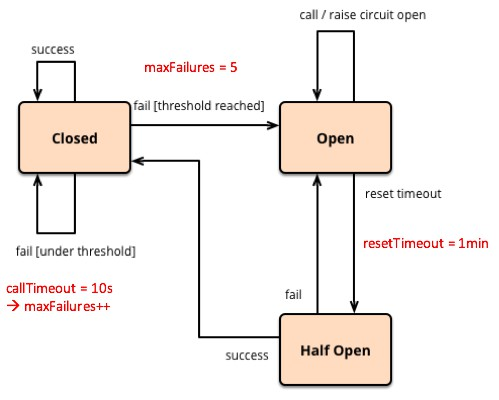 call / raise circuit open
success
maxFailures = 5
fail [threshold reached]
Closed
Open
reset timeout
resetTimeout = 1min
fail [under threshold]
callTimeout = 10s
→ maxFailures++
fail
success
Half Open